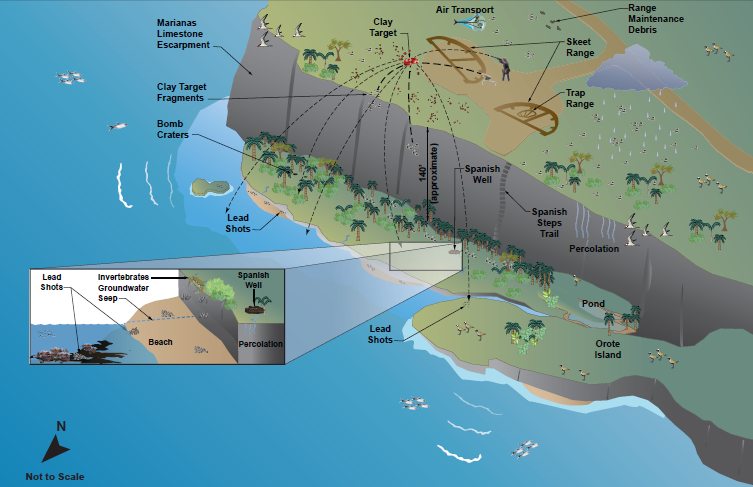 Marianas
Limestone
Escarpment
Clay
Target
Air Transport
Range
Maintenance
Debris
Skeet
Range
Clay Target
Fragments
Trap
Range
Bomb
Craters
140'
(approximate)
Spanish
Well
Lead
Shots
Spanish
Steps
Trail
Percolation
Lead
Shots
Invertebrates
Groundwater
Seep
Spanish
Well
Beach
Percolation
Pond
Lead
Shots
Orote
Island
N
Not to Scale